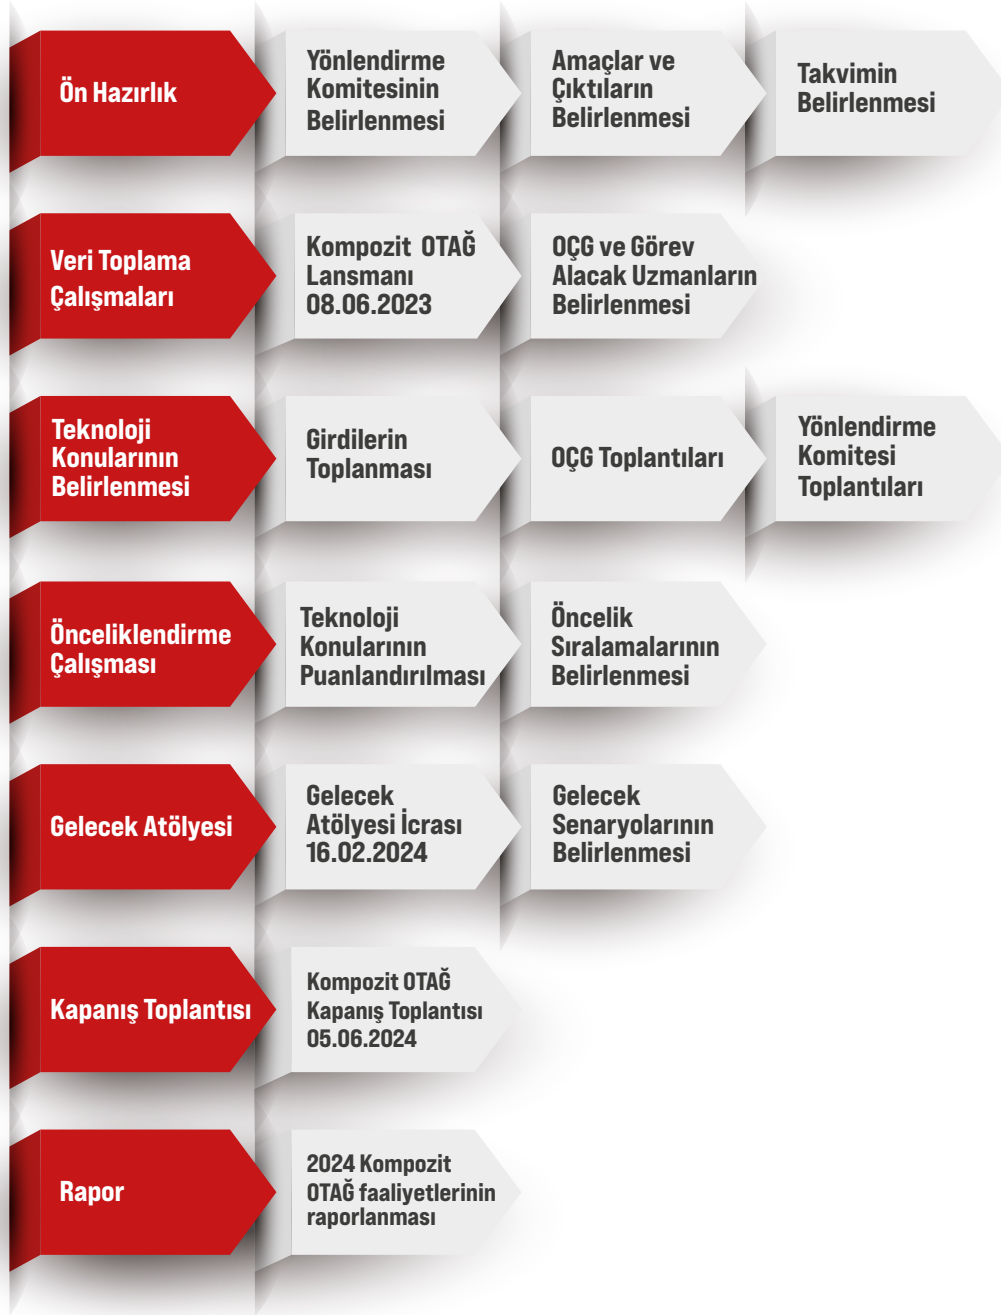 Ön Hazırlık
Yönlendirme
Komitesinin
Belirlenmesi
Amaçlar ve
Çıktıların
Belirlenmesi
Takvimin
Belirlenmesi
Veri Toplama
Çalışmaları
Kompozit OTAĞ
Lansmanı
08.06.2023
OÇG ve Görev
Alacak Uzmanların
Belirlenmesi
Teknoloji
Konularının
Belirlenmesi
Girdilerin
Toplanması
OÇG Toplantıları
Yönlendirme
Komitesi
Toplantıları
Önceliklendirme
Çalışması
Teknoloji
Konularının
Puanlandırılması
Öncelik
Sıralamalarının
Belirlenmesi
Gelecek Atölyesi
Gelecek
Atölyesi İcrası
16.02.2024
Gelecek
Senaryolarının
Belirlenmesi
Kapanış Toplantısı
Kompozit OTAĞ
Kapanış Toplantısı
05.06.2024
Rapor
2024 Kompozit
OTAĞ faaliyetlerinin
raporlanması